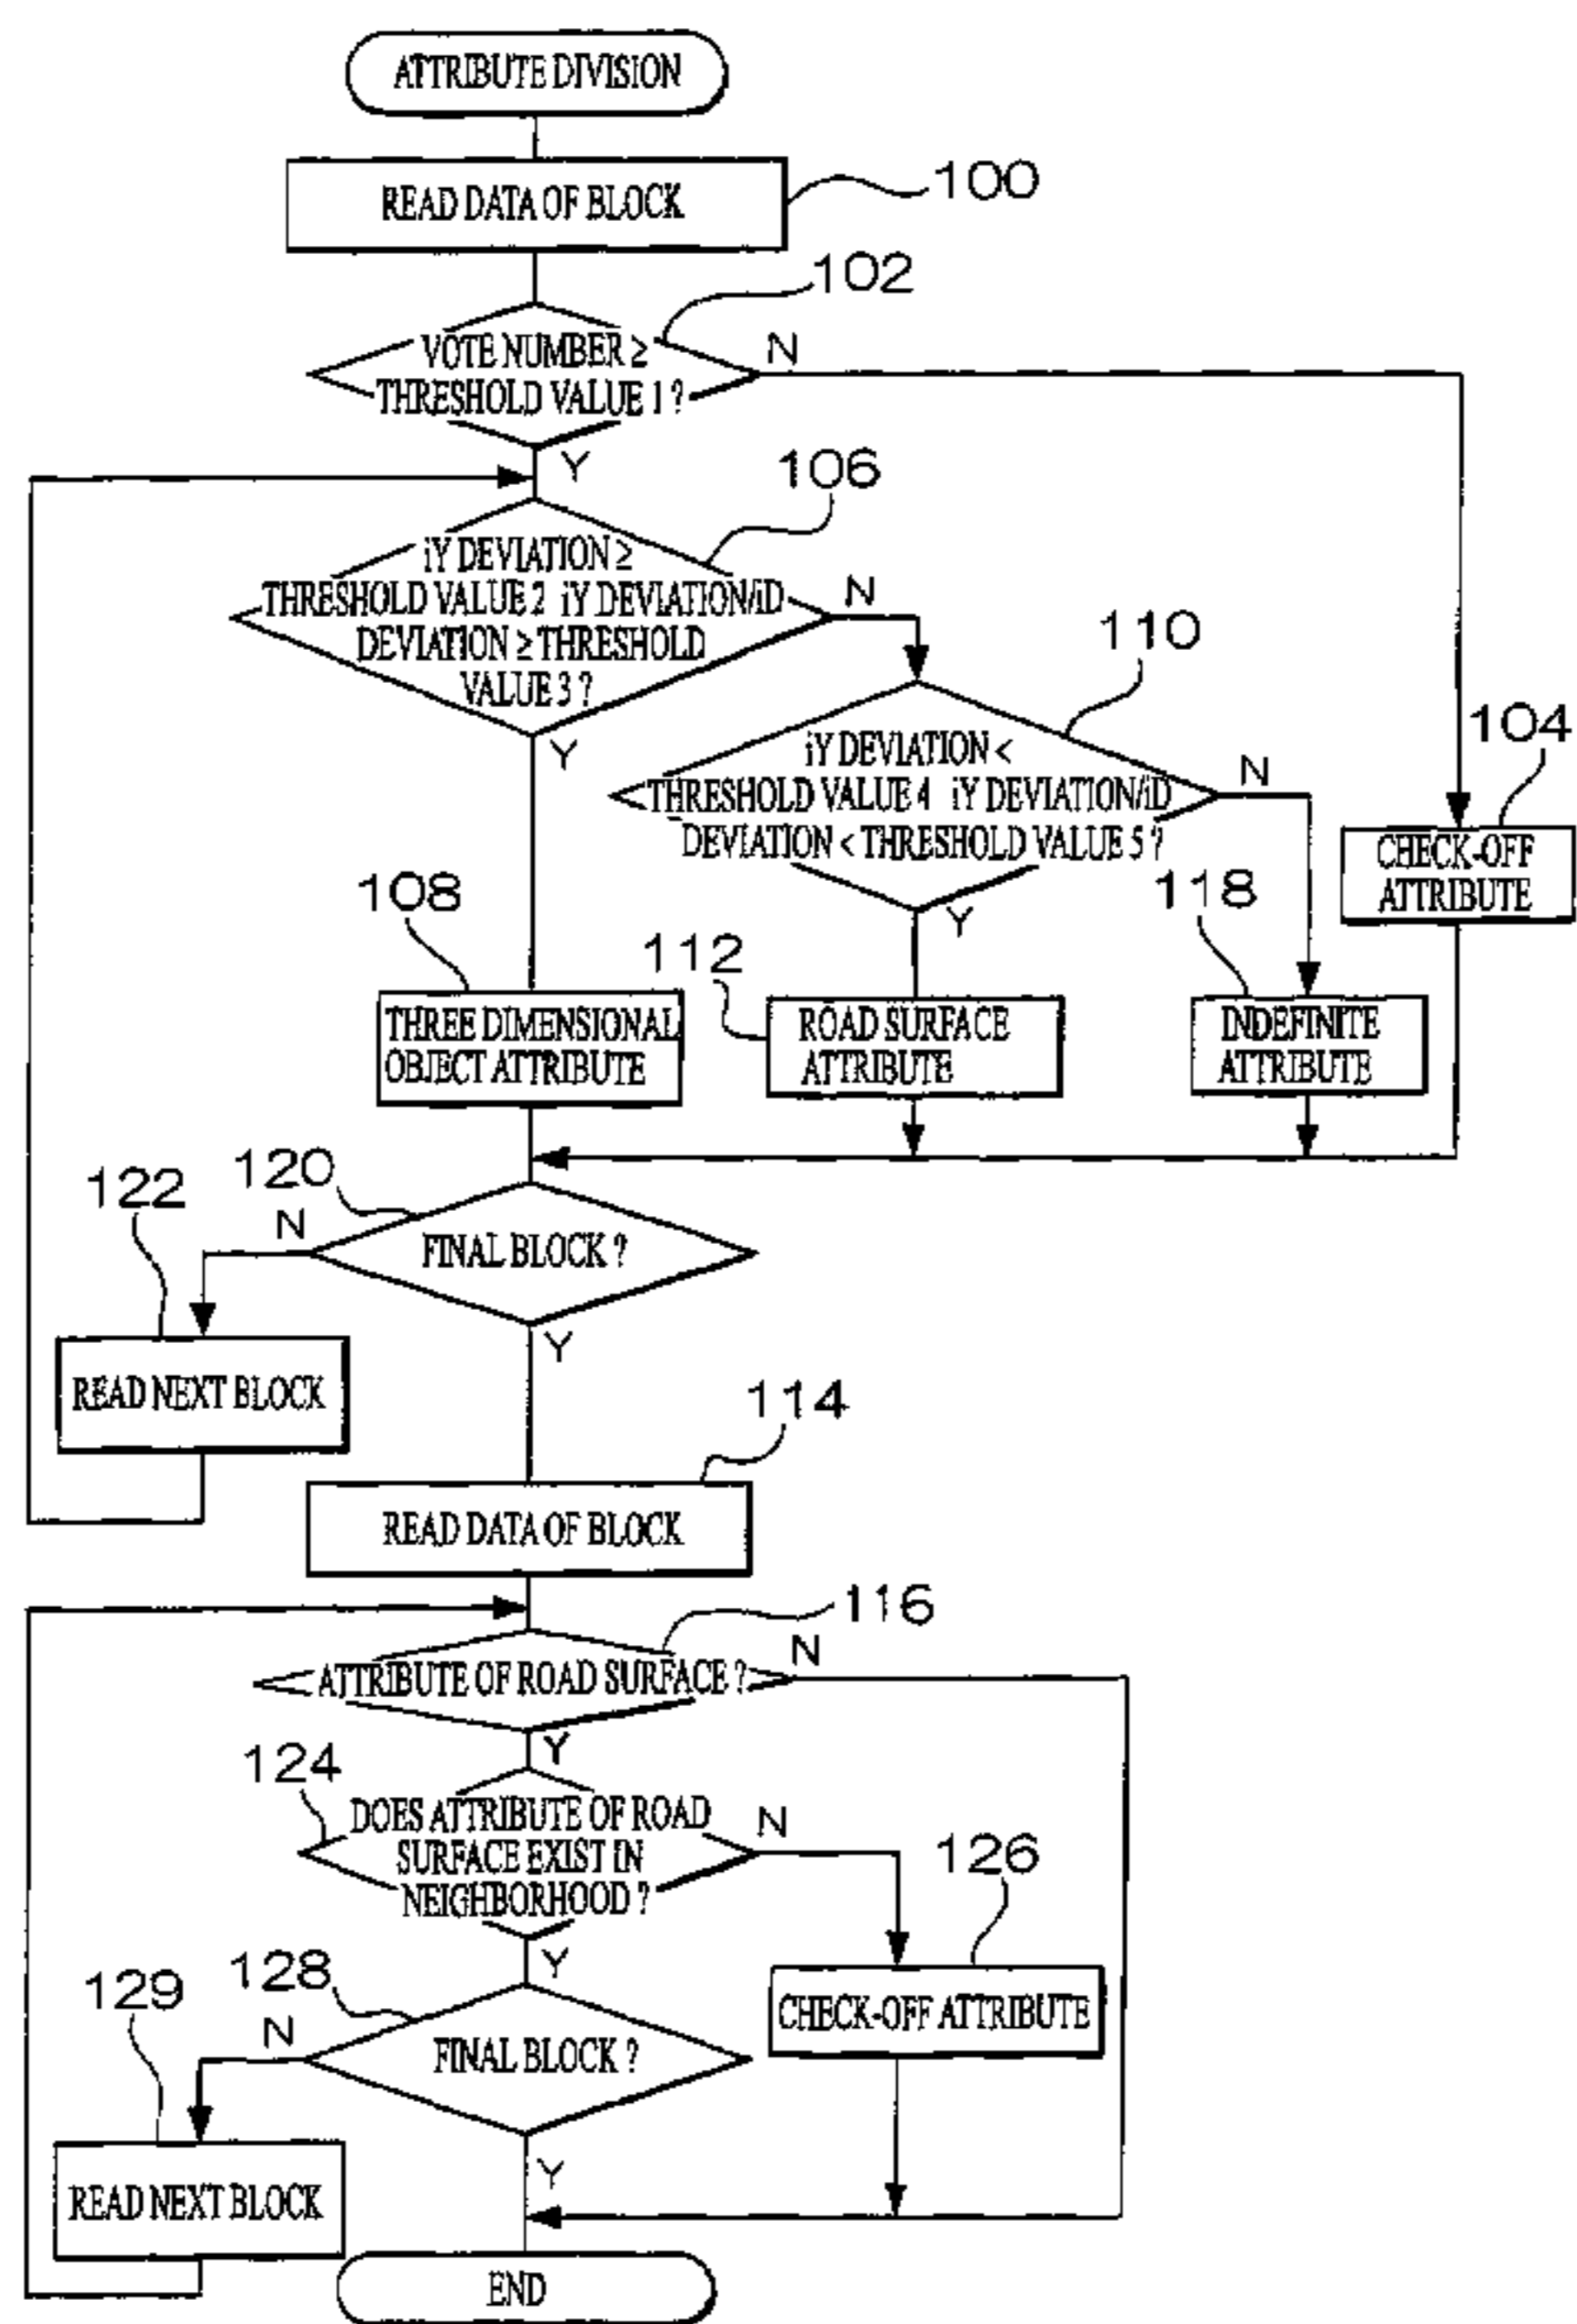 ATTRIBUTE DIVISION
READ DATA OF BLOCK
100
102
VOTE NUMBER ≥
THRESHOLD VALUE 1 ?
N
Y
106
iY DEVIATION ≥
THRESHOLD VALUE 2 iY DEVIATION/iD
DEVIATION ≥ THRESHOLD
VALUE 3 ?
N
Y
110
iY DEVIATION <
THRESHOLD VALUE 4 iY DEVIATION/iD
DEVIATION < THRESHOLD VALUE 5 ?
N
Y
104
CHECK-OFF
ATTRIBUTE
108
THREE DIMENSIONAL
OBJECT ATTRIBUTE
112
ROAD SURFACE
ATTRIBUTE
118
INDEFINITE
ATTRIBUTE
120
FINAL BLOCK ?
N
Y
122
READ NEXT BLOCK
114
READ DATA OF BLOCK
116
ATTRIBUTE OF ROAD SURFACE ?
N
Y
124
DOES ATTRIBUTE OF ROAD
SURFACE EXIST iN
NEIGHBORHOOD ?
N
Y
126
CHECK-OFF ATTRIBUTE
128
FINAL BLOCK ?
N
Y
129
READ NEXT BLOCK
END